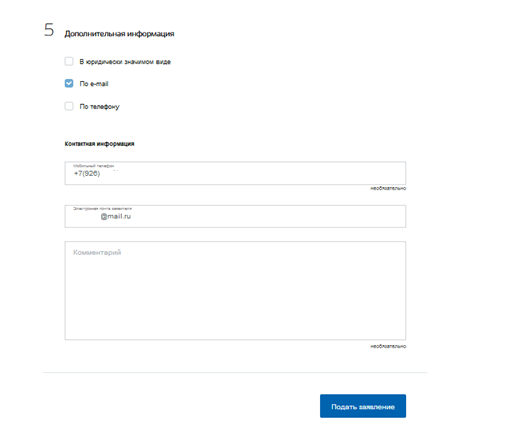 5 Дополнительная информация
В юридически значимом виде
По e-mail
По телефону
Контактная информация
Мобильный телефон
+7(926)
необязательно
Электронная почта заявителя
@mail.ru
Комментарий
необязательно
Подать заявление